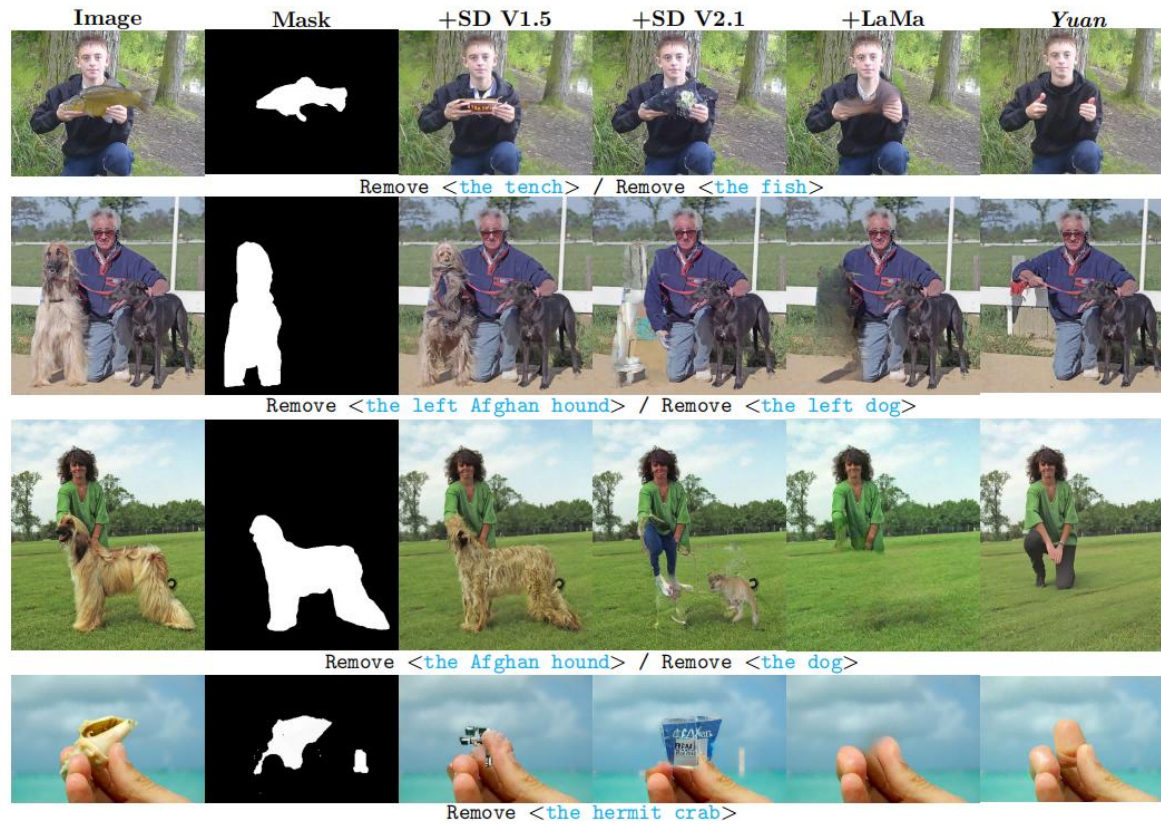 Image Mask +SD V1.5 +SD V2.1 +LaMa Yuan
Remove <the tench> / Remove <the fish>
Remove <the left Afghan hound> / Remove <the left dog>
Remove <the Afghan hound> / Remove <the dog>
Remove <the hermit crab>